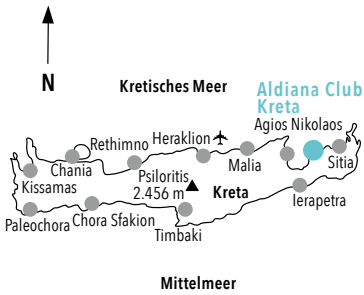 N
Kretisches Meer
Aldiana Club
Kreta
Agios Nikolaos
Heraklion
Rethimno
Chania
Malia
Sitia
Kissamas
Psiloritis
2.456 m
Kreta
Ierapetra
Paleochora
Chora Sfakion
Timbaki
Mittelmeer